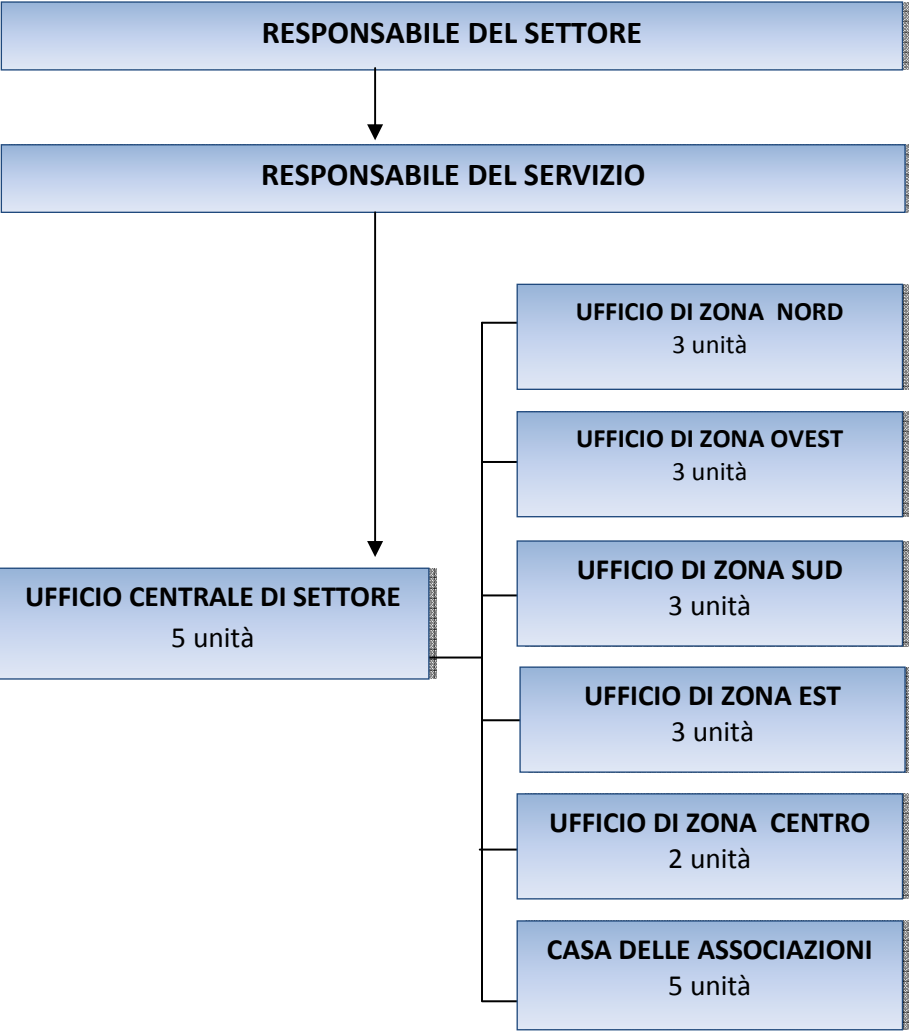 RESPONSABILE DEL SETTORE
RESPONSABILE DEL SERVIZIO
UFFICIO DI ZONA NORD
3 unità
UFFICIO DI ZONA OVEST
3 unità
UFFICIO CENTRALE DI SETTORE
5 unità
UFFICIO DI ZONA SUD
3 unità
UFFICIO DI ZONA EST
3 unità
UFFICIO DI ZONA CENTRO
2 unità
CASA DELLE ASSOCIAZIONI
5 unità